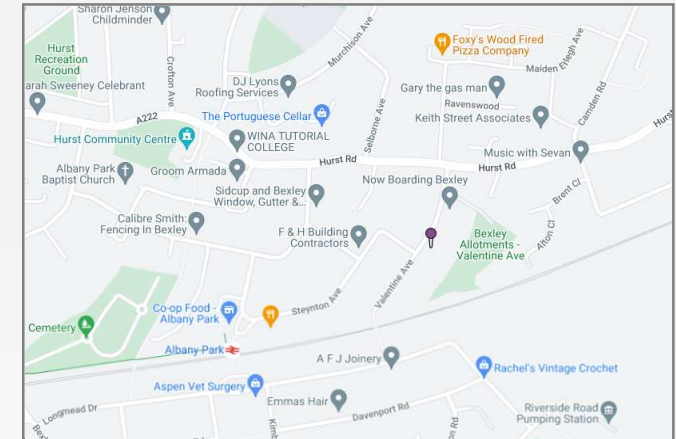 Sharon Jenson
Childminder
Murchison Ave
Foxy's Wood Fired
Pizza Company
Hurst
Recreation
Ground
Crofton Ave
Maiden Erlegh Ave
DJ Lyons
Roofing Services
Gary the gas man
Camden Rd
arah Sweeney Celebrant
Ravenswood
The Portuguese Cellar
Keith Street Associates
A222
Hurst
Selborne Ave
Hurst Community Centre
WINA TUTORIAL
COLLEGE
Music with Sevan
Hurst Rd
Hurst Rd
Albany Park
Baptist Church
Groom Armada
Now Boarding Bexley
Sidcup and Bexley
Window, Gutter &...
Brent Cl
Calibre Smith:
Fencing In Bexley
F & H Building
Contractors
Bexley
Allotments -
Valentine Ave
Alton Cl
Valentine Ave
Steynton Ave
Co-op Food -
Albany Park
Cemetery
Albany Park
A F J Joinery
Rachel's Vintage Crochet
Aspen Vet Surgery
Emmas Hair
Longmead Dr
Davenport Rd
Riverside Road
Pumping Station
Bex
Kimb
on Rd